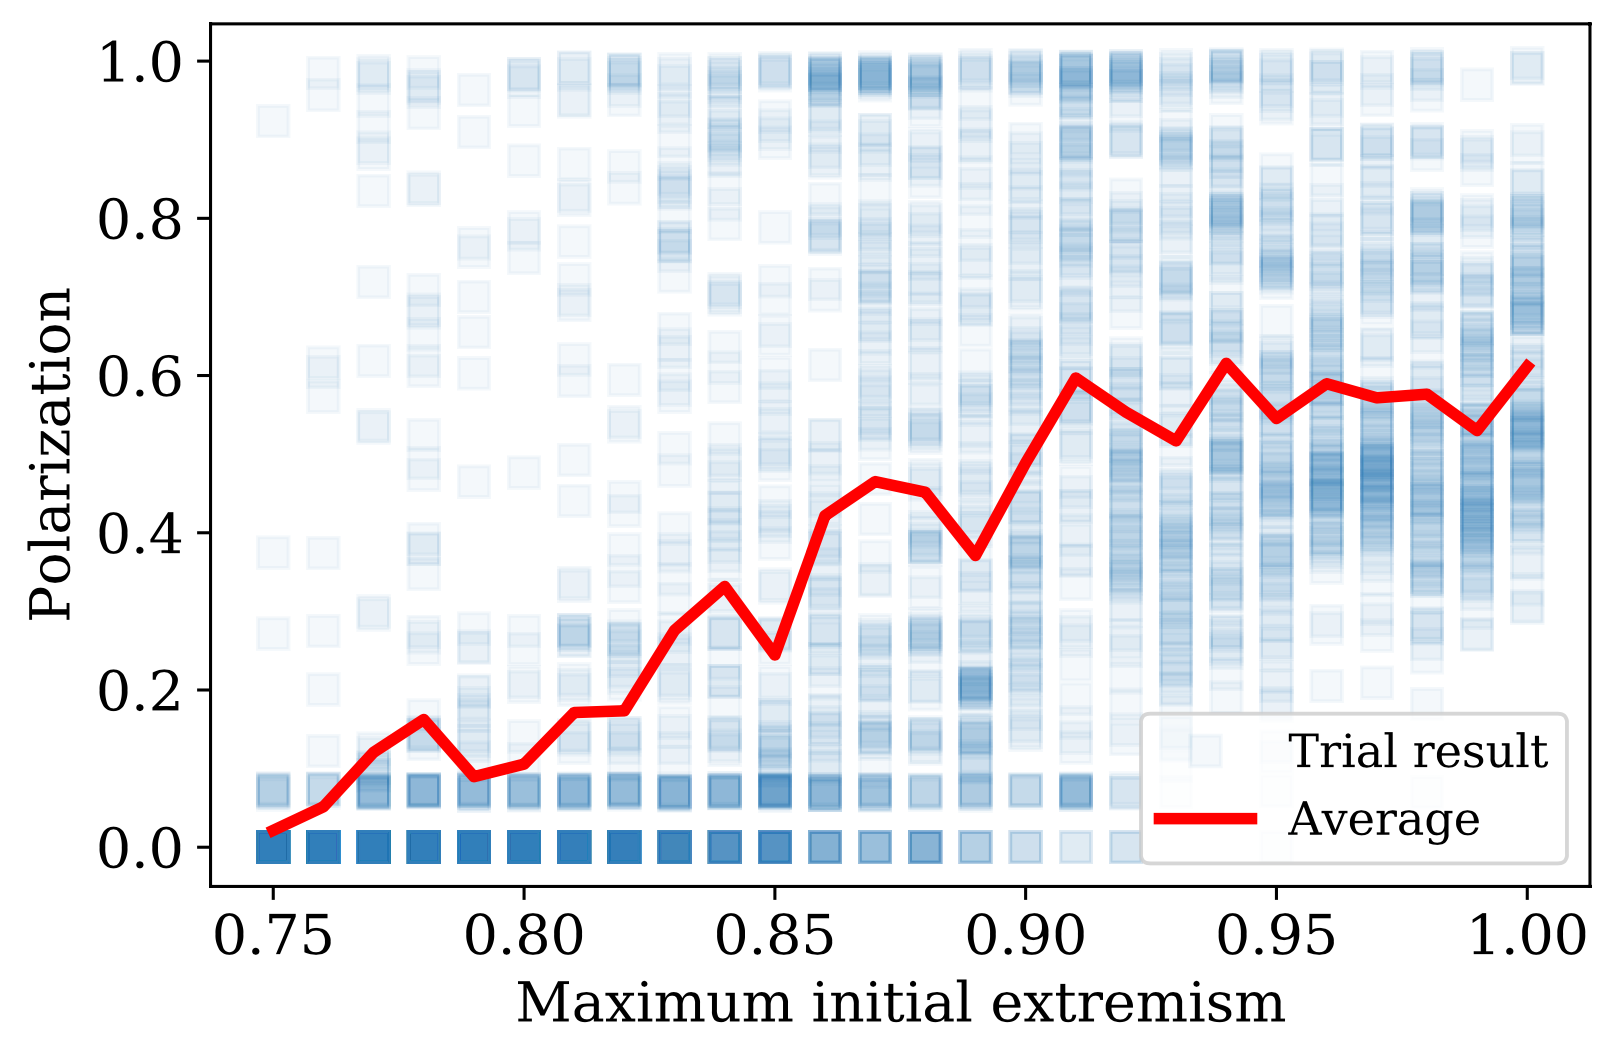 1.0
0.8
0.6
0.4
0.2
0.0
Polarization
Trial result
Average
0.75 0.80 0.85 0.90 0.95 1.00
Maximum initial extremism